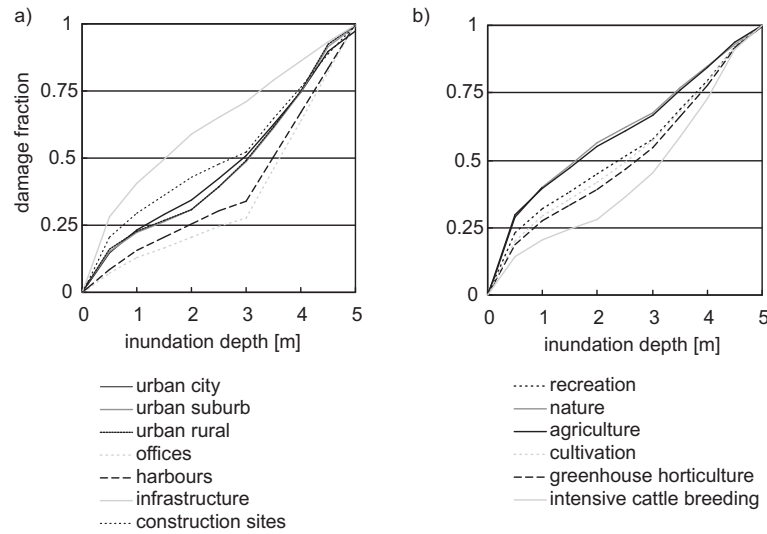 a)
damage fraction
1
0.75
0.5
0.25
0
0 1 2 3 4 5
inundation depth [m]
urban city
urban suburb
urban rural
offices
harbours
infrastructure
construction sites
b)
1
0.75
0.5
0.25
0
0 1 2 3 4 5
inundation depth [m]
recreation
nature
agriculture
cultivation
greenhouse horticulture
intensive cattle breeding